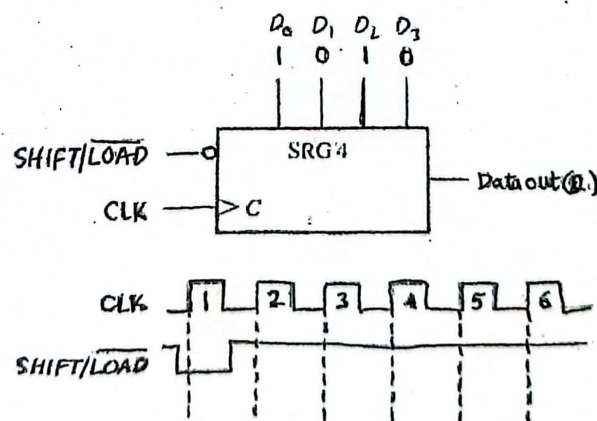 D₀ D₁ D₂ D₃
1 0 1 0
SHIFT/LOAD
SRG 4
Data out
CLK
C
CLK 1 2 3 4 5 6
SHIFT/LOAD